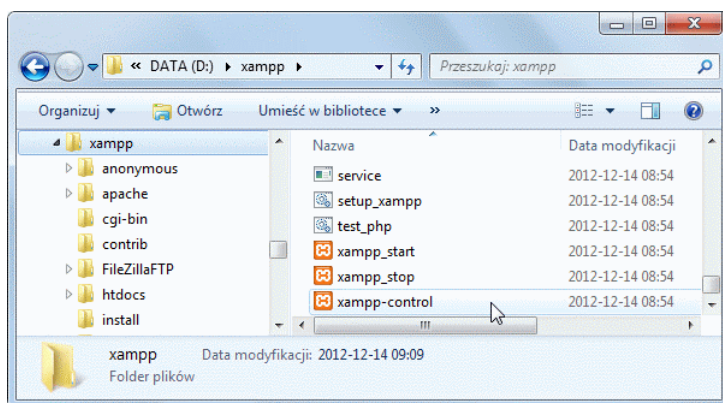 « DATA (D:) ▸ xampp ▸ Przeszukaj: xampp
Organizuj Otwórz Umieść w bibliotece »
xampp
anonymous
apache
cgi-bin
contrib
FileZillaFTP
htdocs
install
Nazwa Data modyfikacji
service 2012-12-14 08:54
setup_xampp 2012-12-14 08:54
test_php 2012-12-14 08:54
xampp_start 2012-12-14 08:54
xampp_stop 2012-12-14 08:54
xampp-control 2012-12-14 08:54
xampp Data modyfikacji: 2012-12-14 09:09
Folder plików